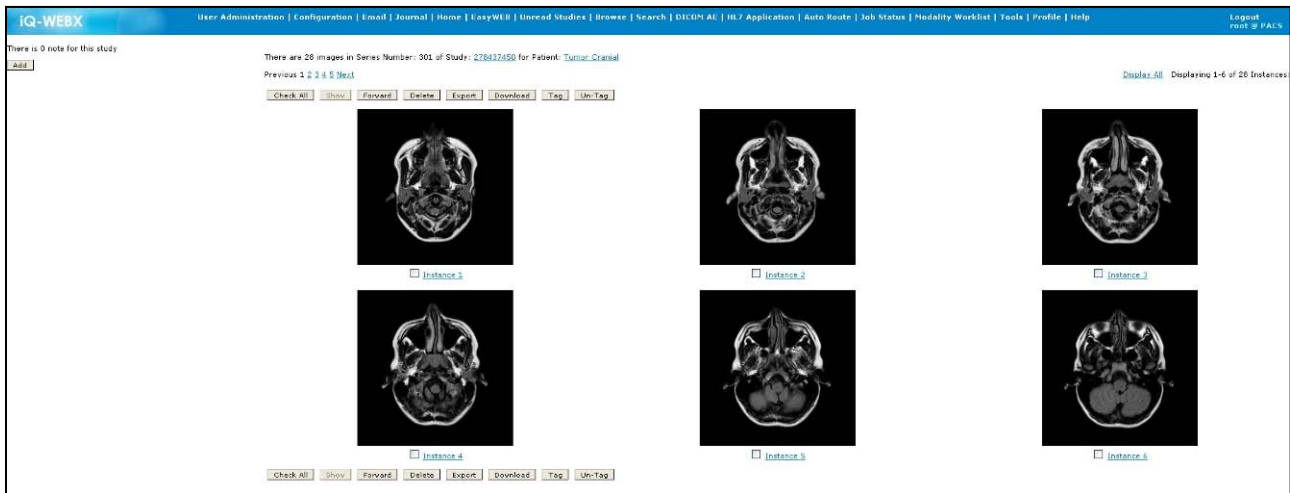 iQ-WEBX
User Administration | Configuration | Email | Journal | Home | EasyWEB | Unread Studies | Browse | Search | DICOM AE | HL7 Application | Auto Route | Job Status | Modality Worklist | Tools | Profile | Help
Logout
root @ PACS
There is 0 note for this study
Add
There are 28 images in Series Number: 301 of Study: 278437450 for Patient: Tumor Cranial
Previous 1 2 3 4 5 Next
Display All Displaying 1-6 of 28 Instances:
Check All Show Forward Delete Export Download Tag Un-Tag
Instance 1 Instance 2 Instance 3
Instance 4 Instance 5 Instance 6
Check All Show Forward Delete Export Download Tag Un-Tag